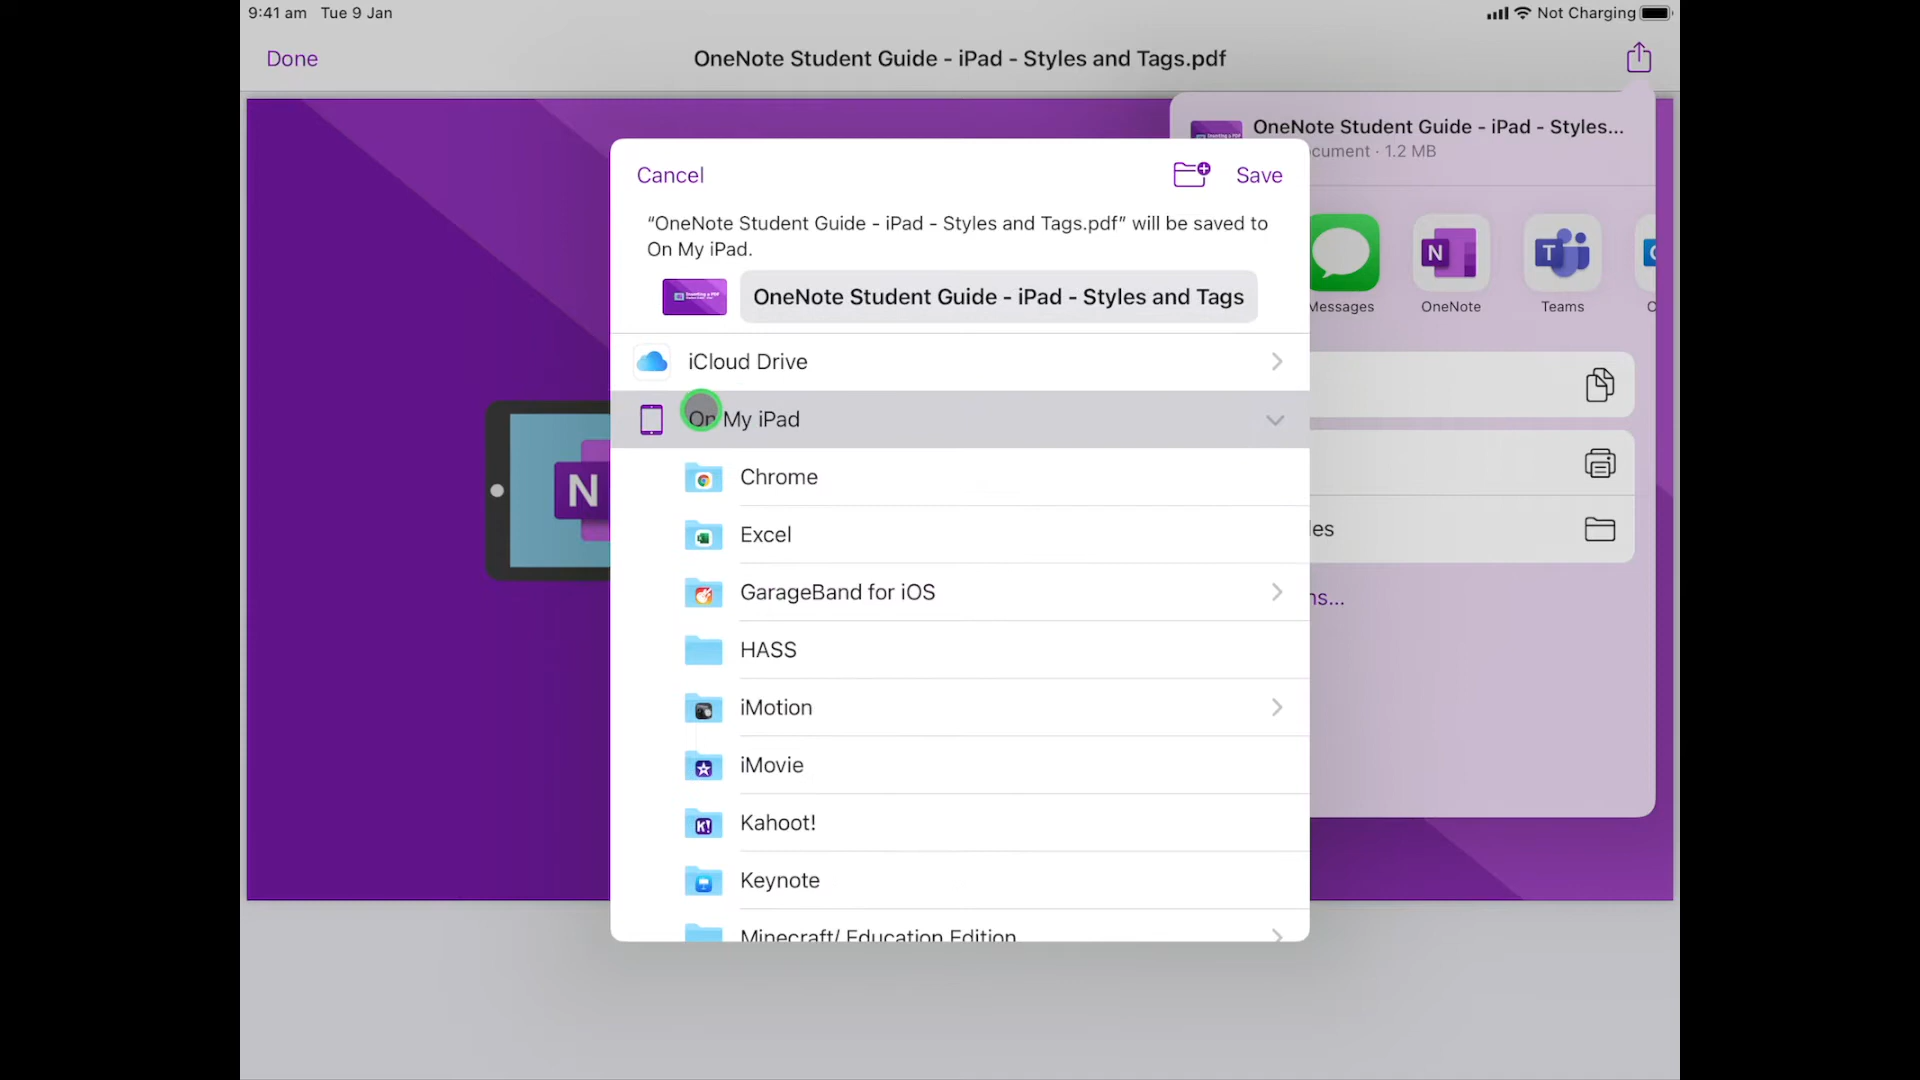 9:41 am Tue 9 Jan
Not Charging
Done
OneNote Student Guide - iPad - Styles and Tags.pdf
OneNote Student Guide - iPad - Styles...
cument · 1.2 MB
Cancel
Save
“OneNote Student Guide - iPad - Styles and Tags.pdf” will be saved to
On My iPad.
OneNote Student Guide - iPad - Styles and Tags
Messages
OneNote
Teams
iCloud Drive
On My iPad
Chrome
Excel
les
GarageBand for iOS
ns...
HASS
iMotion
iMovie
Kahoot!
Keynote
Minecraft/ Education Edition